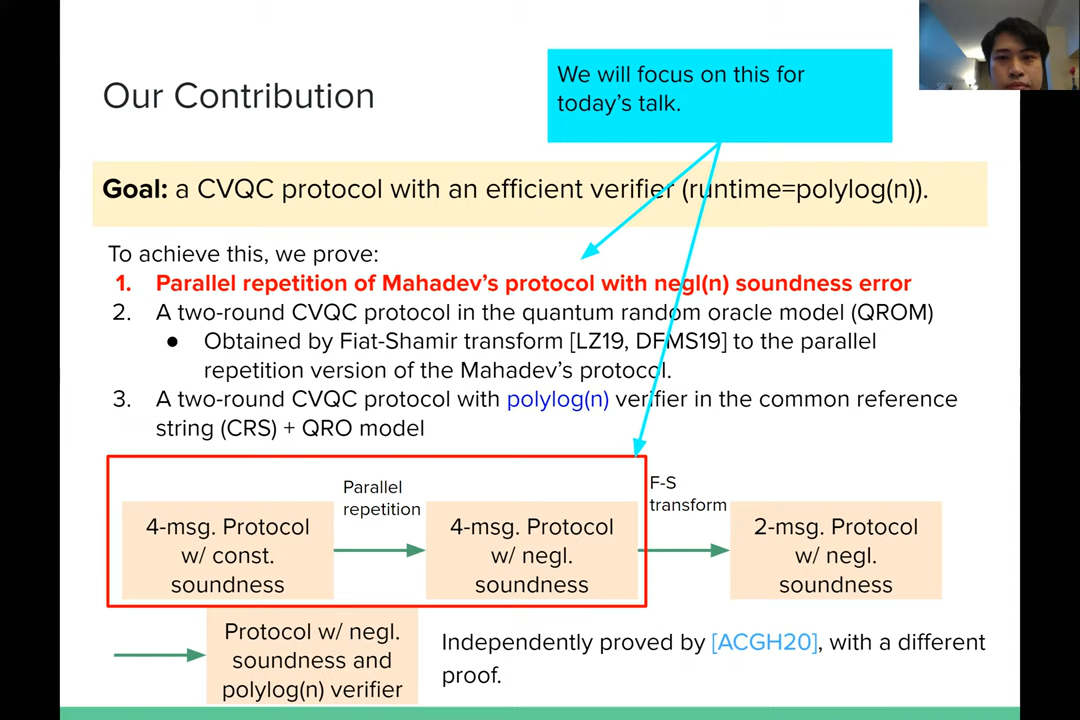 We will focus on this for
today's talk.
Our Contribution
Goal: a CVQC protocol with an efficient verifier (runtime=polylog(n)).
To achieve this, we prove:
1. Parallel repetition of Mahadev's protocol with negl(n) soundness error
2. A two-round CVQC protocol in the quantum random oracle model (QROM)
● Obtained by Fiat-Shamir transform [LZ19, DFMS19] to the parallel
repetition version of the Mahadev's protocol.
3. A two-round CVQC protocol with polylog(n) verifier in the common reference
string (CRS) + QRO model
4-msg. Protocol
w/ const.
soundness
Parallel
repetition
4-msg. Protocol
w/ negl.
soundness
F-S
transform
2-msg. Protocol
w/ negl.
soundness
Protocol w/ negl.
soundness and
polylog(n) verifier
Independently proved by [ACGH20], with a different
proof.